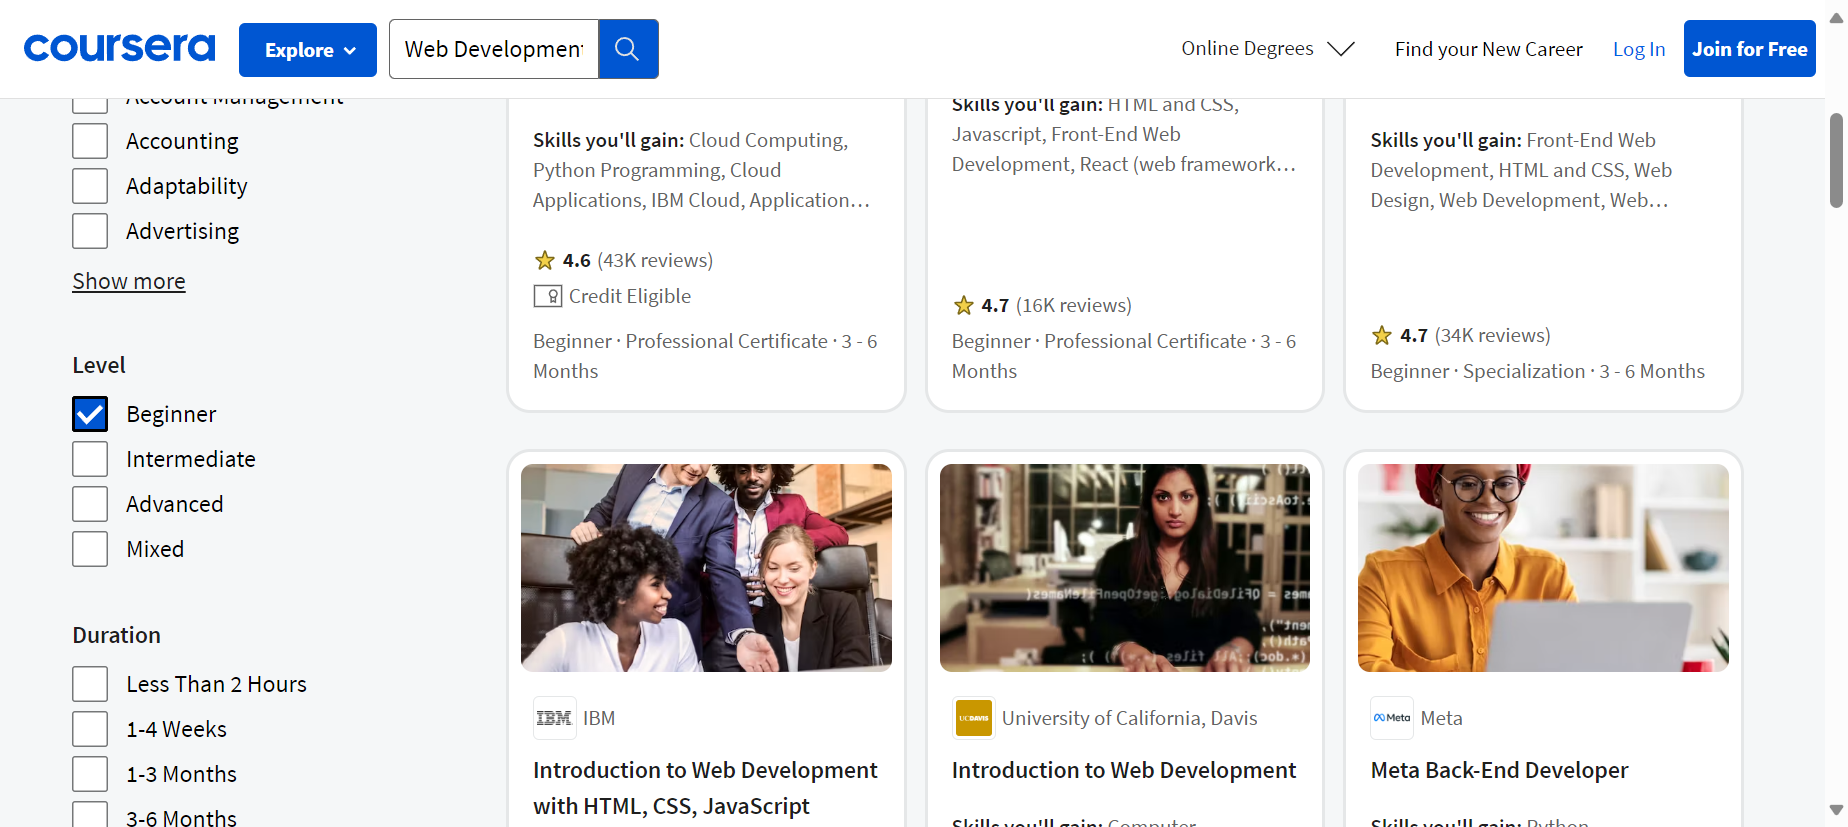 coursera
Explore
Web Development
Online Degrees
Find your New Career
Log In
Join for Free
Account Management
Accounting
Adaptability
Advertising
Show more
Level
Beginner
Intermediate
Advanced
Mixed
Duration
Less Than 2 Hours
1-4 Weeks
1-3 Months
3-6 Months
Skills you'll gain: Cloud Computing,
Python Programming, Cloud
Applications, IBM Cloud, Application…
4.6 (43K reviews)
Credit Eligible
Beginner · Professional Certificate · 3 - 6
Months
Skills you'll gain: HTML and CSS,
Javascript, Front-End Web
Development, React (web framework…
4.7 (16K reviews)
Beginner · Professional Certificate · 3 - 6
Months
Skills you'll gain: Front-End Web
Development, HTML and CSS, Web
Design, Web Development, Web…
4.7 (34K reviews)
Beginner · Specialization · 3 - 6 Months
IBM IBM
Introduction to Web Development
with HTML, CSS, JavaScript
UCDAVIS University of California, Davis
Introduction to Web Development
Skills you'll gain: Computer
Meta Meta
Meta Back-End Developer
Skills you'll gain: Python